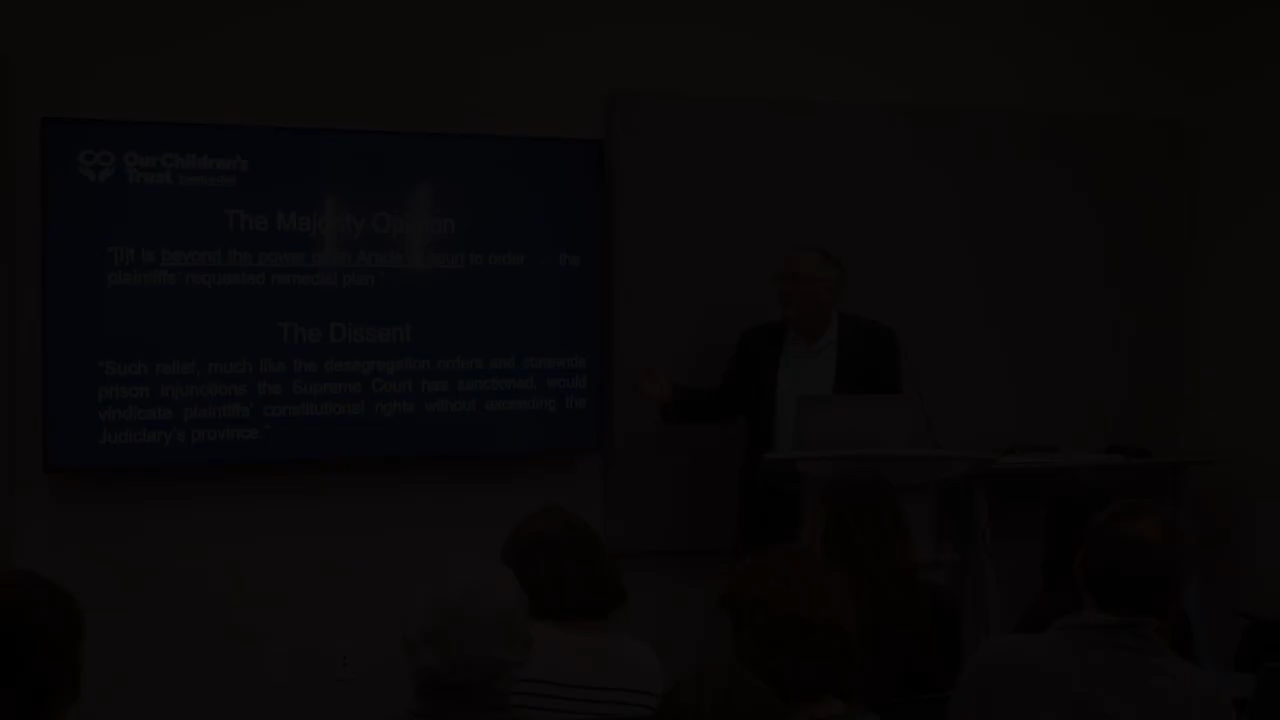 Our Children's
Trust
The Majority Opinion
"[I]t is beyond the power of an Article court to order . the
plaintiffs' requested remedial plan."
The Dissent
"Such relief, much like the desegregation orders and statewide
prison injunctions the Supreme Court has sanctioned, would
vindicate plaintiffs' constitutional rights without exceeding the
Judiciary's province."